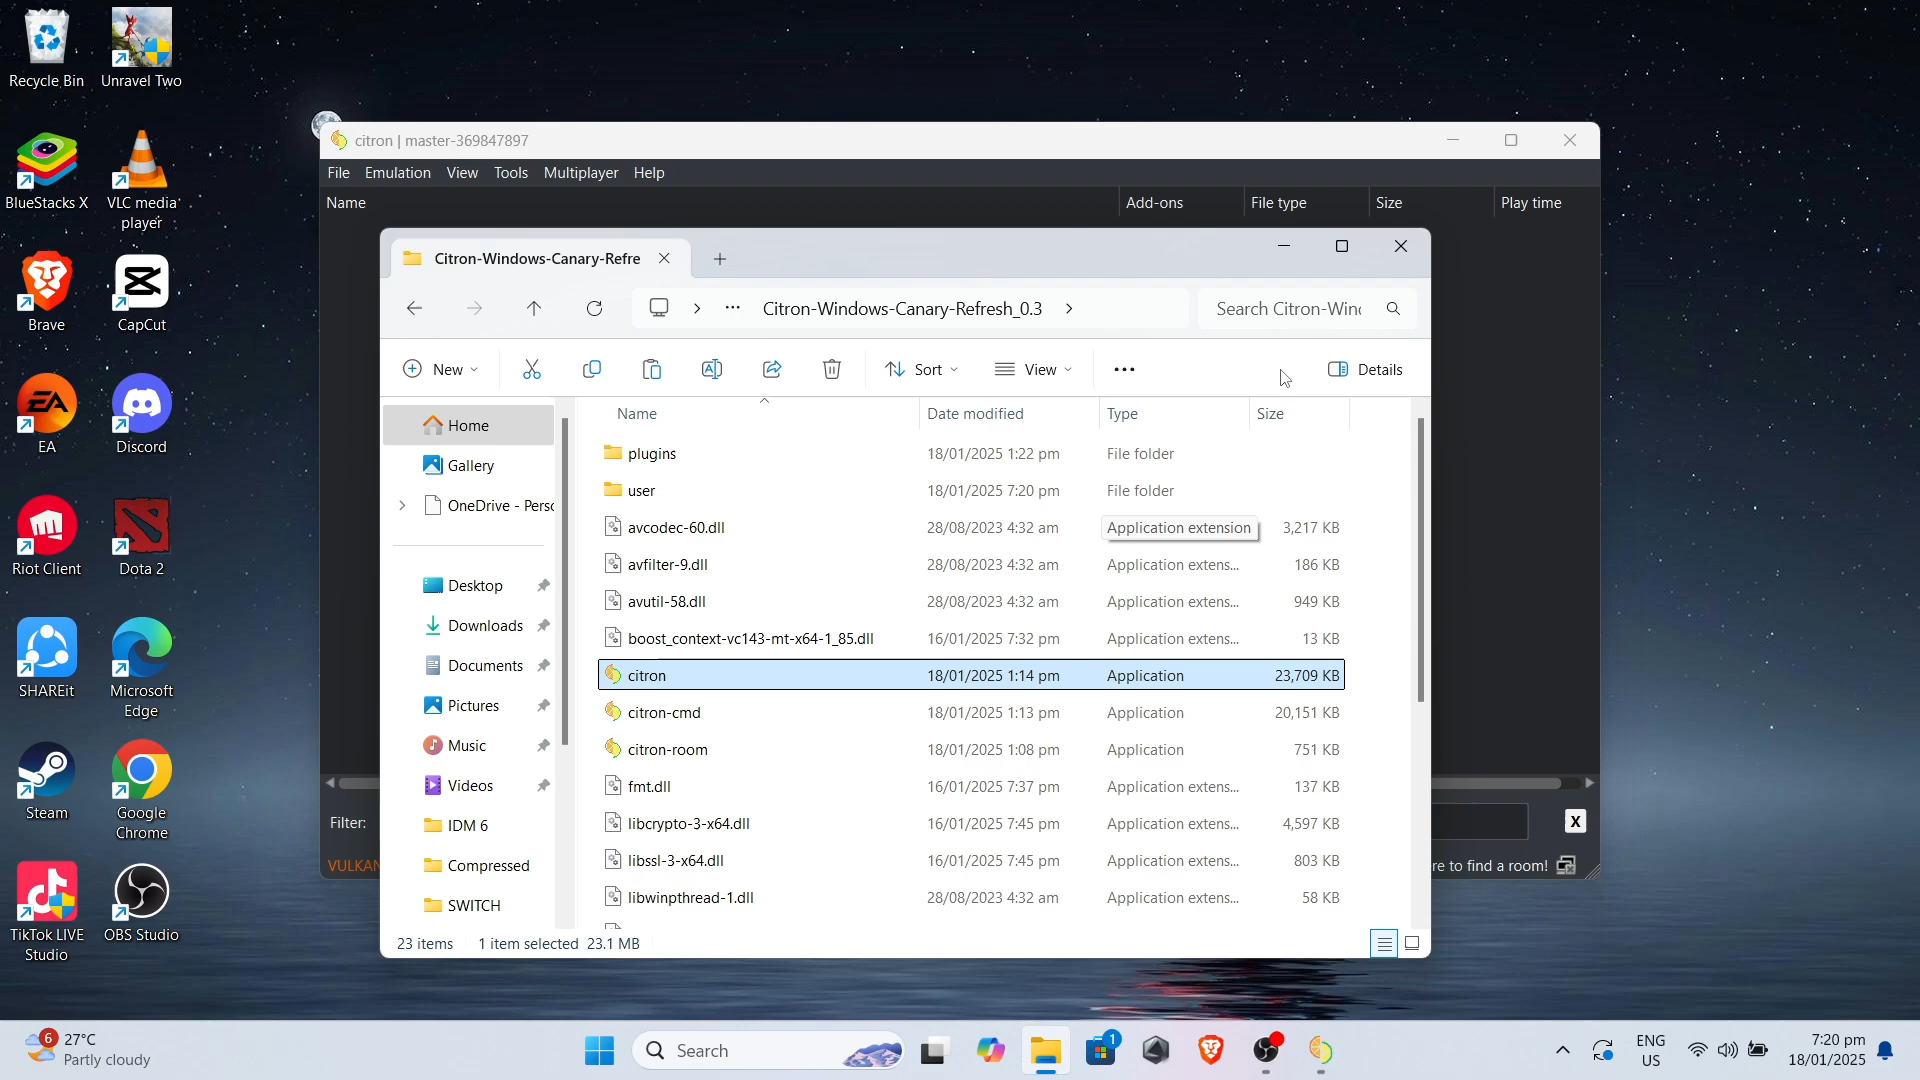 Recycle Bin
Unravel Two
BlueStacks X
VLC media
player
Brave
CapCut
EA
Discord
Riot Client
Dota 2
SHAREit
Microsoft
Edge
Steam
Google
Chrome
TikTok LIVE
Studio
OBS Studio
citron | master-369847897
File Emulation View Tools Multiplayer Help
Name Add-ons File type Size Play time
Citron-Windows-Canary-Refre
Citron-Windows-Canary-Refresh_0.3
Search Citron-Win
New Sort View Details
Home
Gallery
OneDrive - Perso
Desktop
Downloads
Documents
Pictures
Music
Videos
IDM 6
Compressed
SWITCH
Name Date modified Type Size
plugins 18/01/2025 1:22 pm File folder
user 18/01/2025 7:20 pm File folder
avcodec-60.dll 28/08/2023 4:32 am Application extension 3,217 KB
avfilter-9.dll 28/08/2023 4:32 am Application extens... 186 KB
avutil-58.dll 28/08/2023 4:32 am Application extens... 949 KB
boost_context-vc143-mt-x64-1_85.dll 16/01/2025 7:32 pm Application extens... 13 KB
citron 18/01/2025 1:14 pm Application 23,709 KB
citron-cmd 18/01/2025 1:13 pm Application 20,151 KB
citron-room 18/01/2025 1:08 pm Application 751 KB
fmt.dll 16/01/2025 7:37 pm Application extens... 137 KB
libcrypto-3-x64.dll 16/01/2025 7:45 pm Application extens... 4,597 KB
libssl-3-x64.dll 16/01/2025 7:45 pm Application extens... 803 KB
libwinpthread-1.dll 28/08/2023 4:32 am Application extens... 58 KB
23 items 1 item selected 23.1 MB
Filter: X
VULKAN
re to find a room!
6 27°C
Partly cloudy
Search
1
ENG
US
7:20 pm
18/01/2025